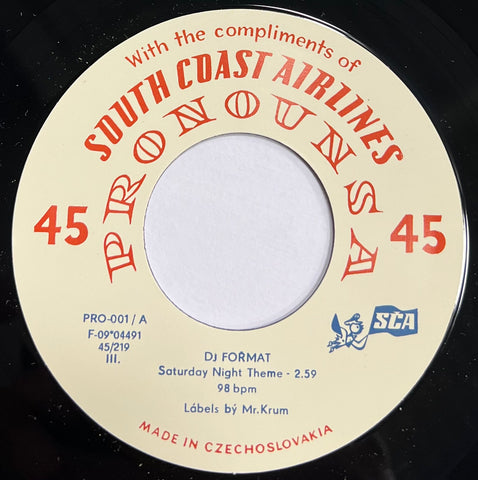 With the compliments of
SOUTH COAST AIRLINES
PRONOUNSA
45
45
PRO-001/A
F-09*04491
45/219
III.
SCA
DJ FOŘMAT
Saturday Night Theme - 2.59
98 bpm
Lábels bý Mr.Krum
MADE IN CZECHOSLOVAKIA